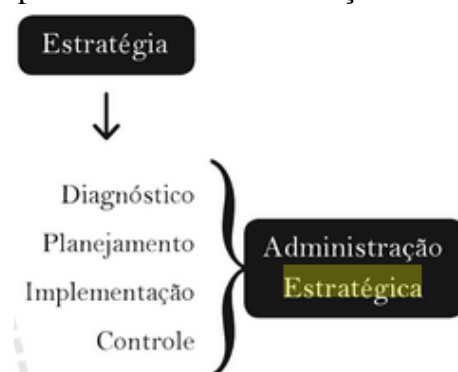 Estratégia
Diagnóstico
Planejamento
Implementação
Controle
Administração
Estratégica